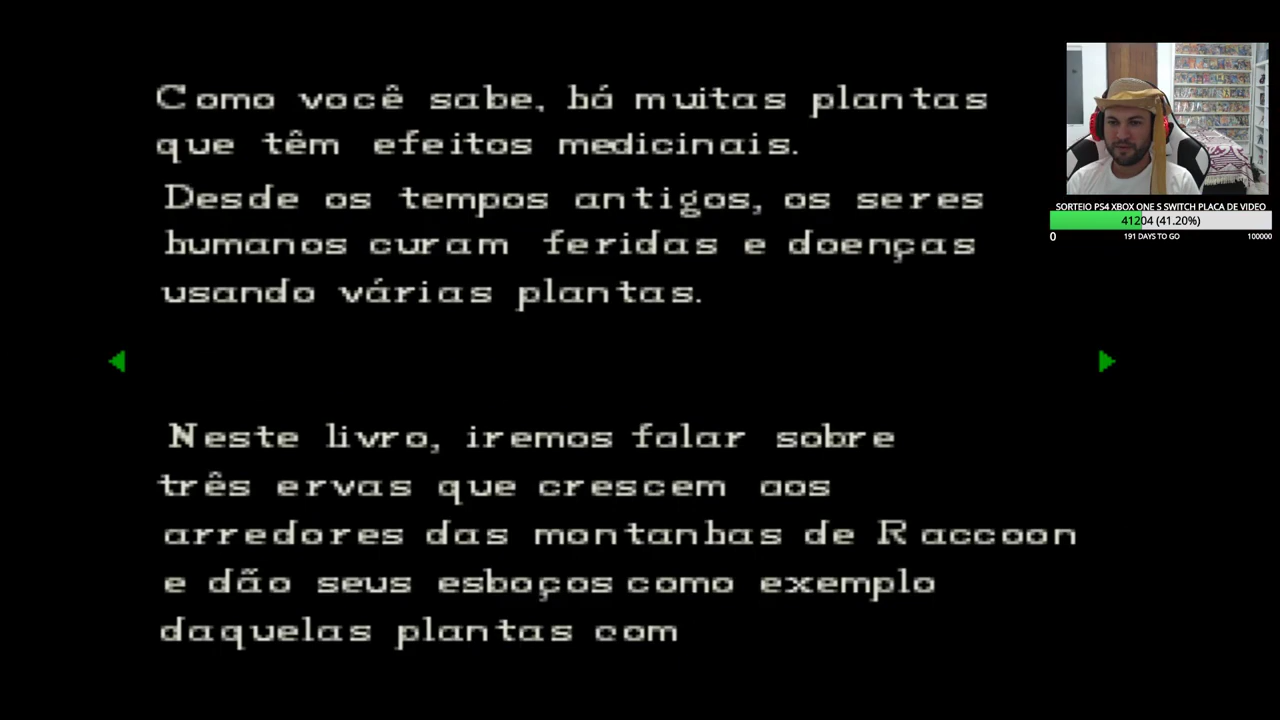 Como você sabe, há muitas plantas
que têm efeitos medicinais.
Desde os tempos antigos, os seres
humanos curam feridas e doenças
usando várias plantas.
Neste livro, iremos falar sobre
três ervas que crescem aos
arredores das montanhas de Raccoon
e dão seus esboços como exemplo
daquelas plantas com
SORTEIO PS4 XBOX ONE S SWITCH PLACA DE VIDEO
41204 (41.20%)
0 191 DAYS TO GO 100000